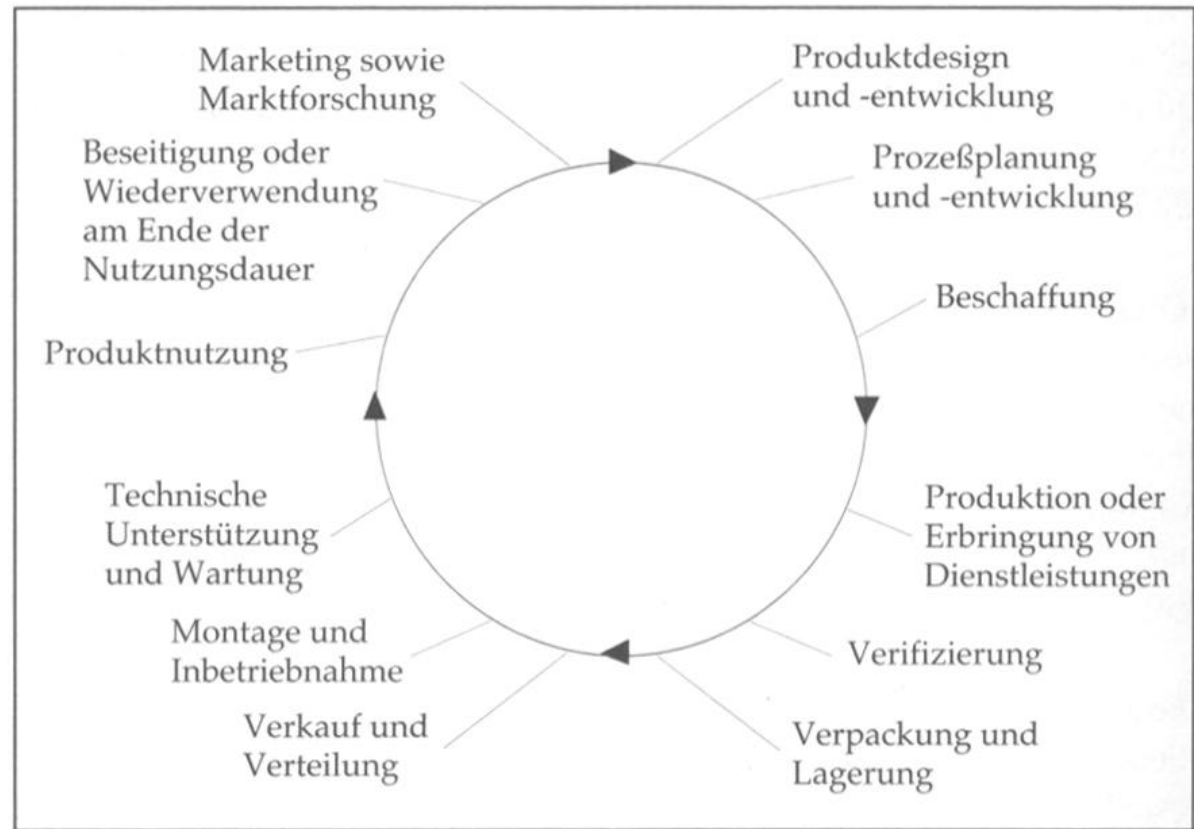 Marketing sowie
Marktforschung
Produktdesign
und -entwicklung
Prozeßplanung
und -entwicklung
Beschaffung
Produktion oder
Erbringung von
Dienstleistungen
Verifizierung
Verpackung und
Lagerung
Verkauf und
Verteilung
Montage und
Inbetriebnahme
Technische
Unterstützung
und Wartung
Produktnutzung
Beseitigung oder
Wiederverwendung
am Ende der
Nutzungsdauer